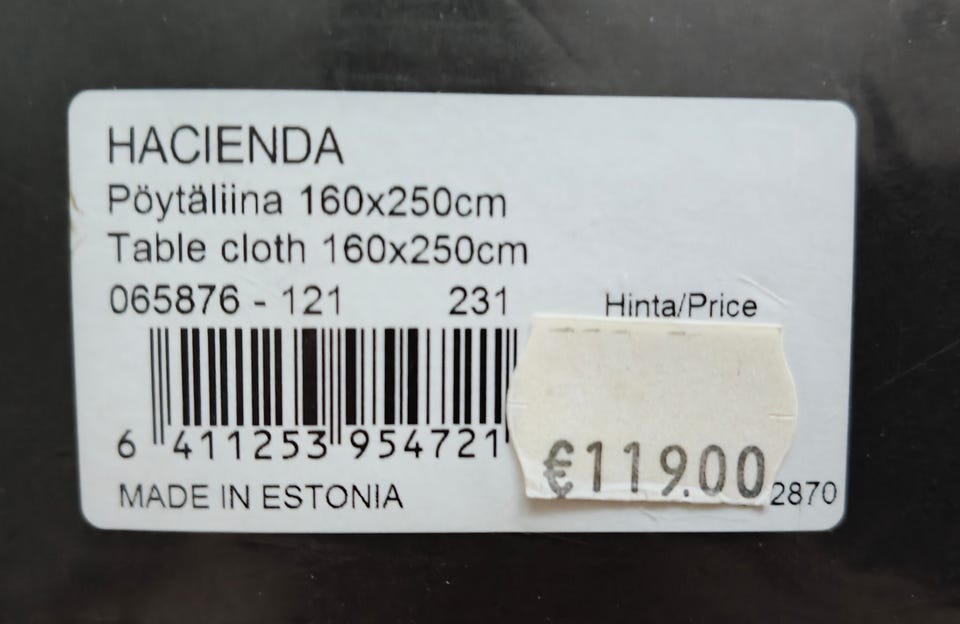 HACIENDA
Pöytäliina 160x250cm
Table cloth 160x250cm
065876 - 121 231 Hinta/Price
6 411253 954721
€119.00
MADE IN ESTONIA 2870